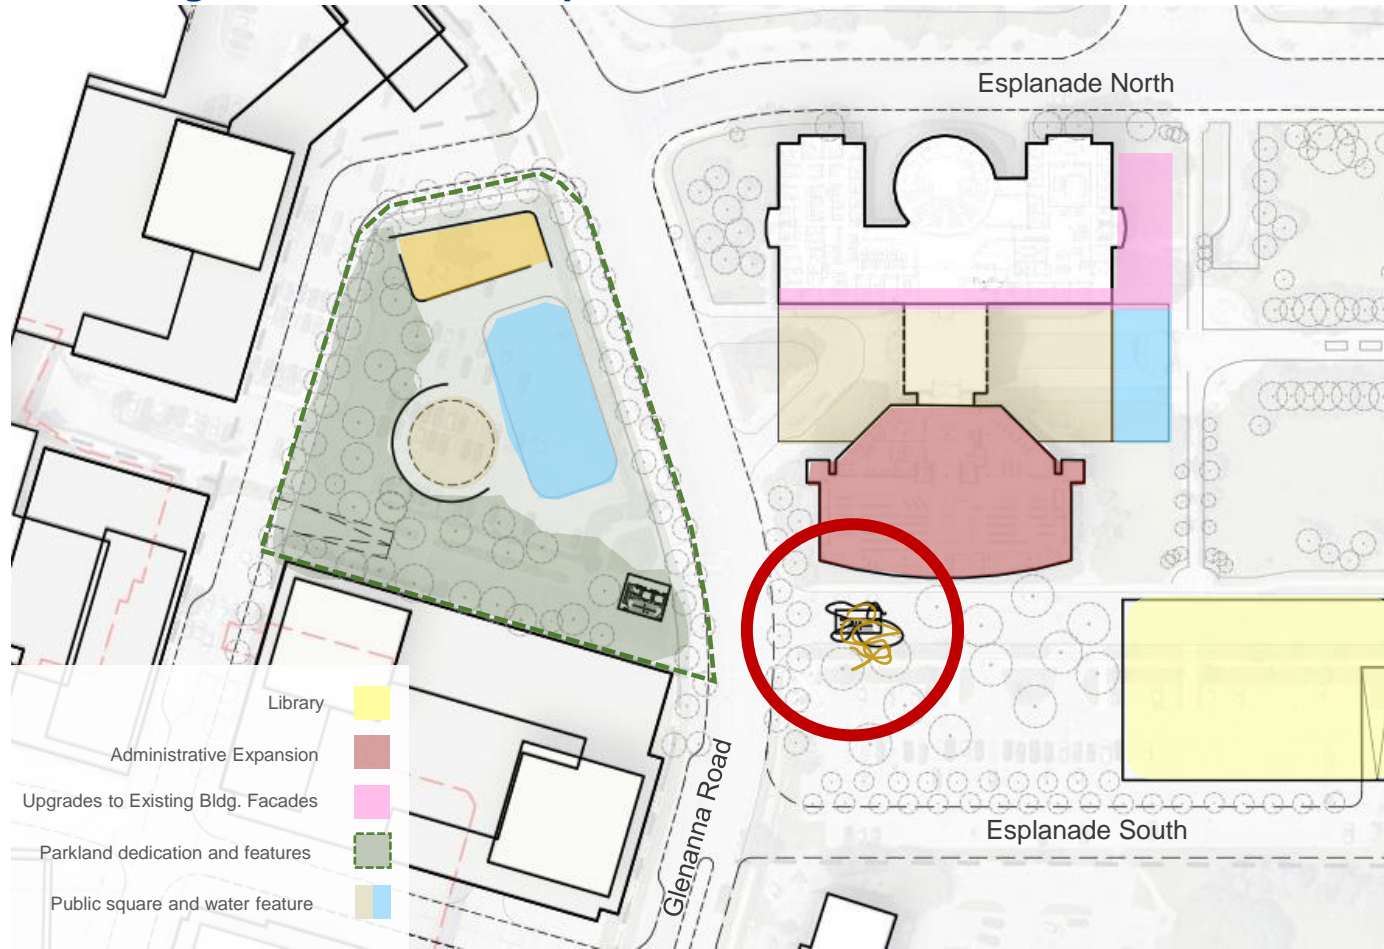 Esplanade North
Library
Administrative Expansion
Upgrades to Existing Bldg. Facades
Parkland dedication and features
Public square and water feature
Glenanna Road
Esplanade South